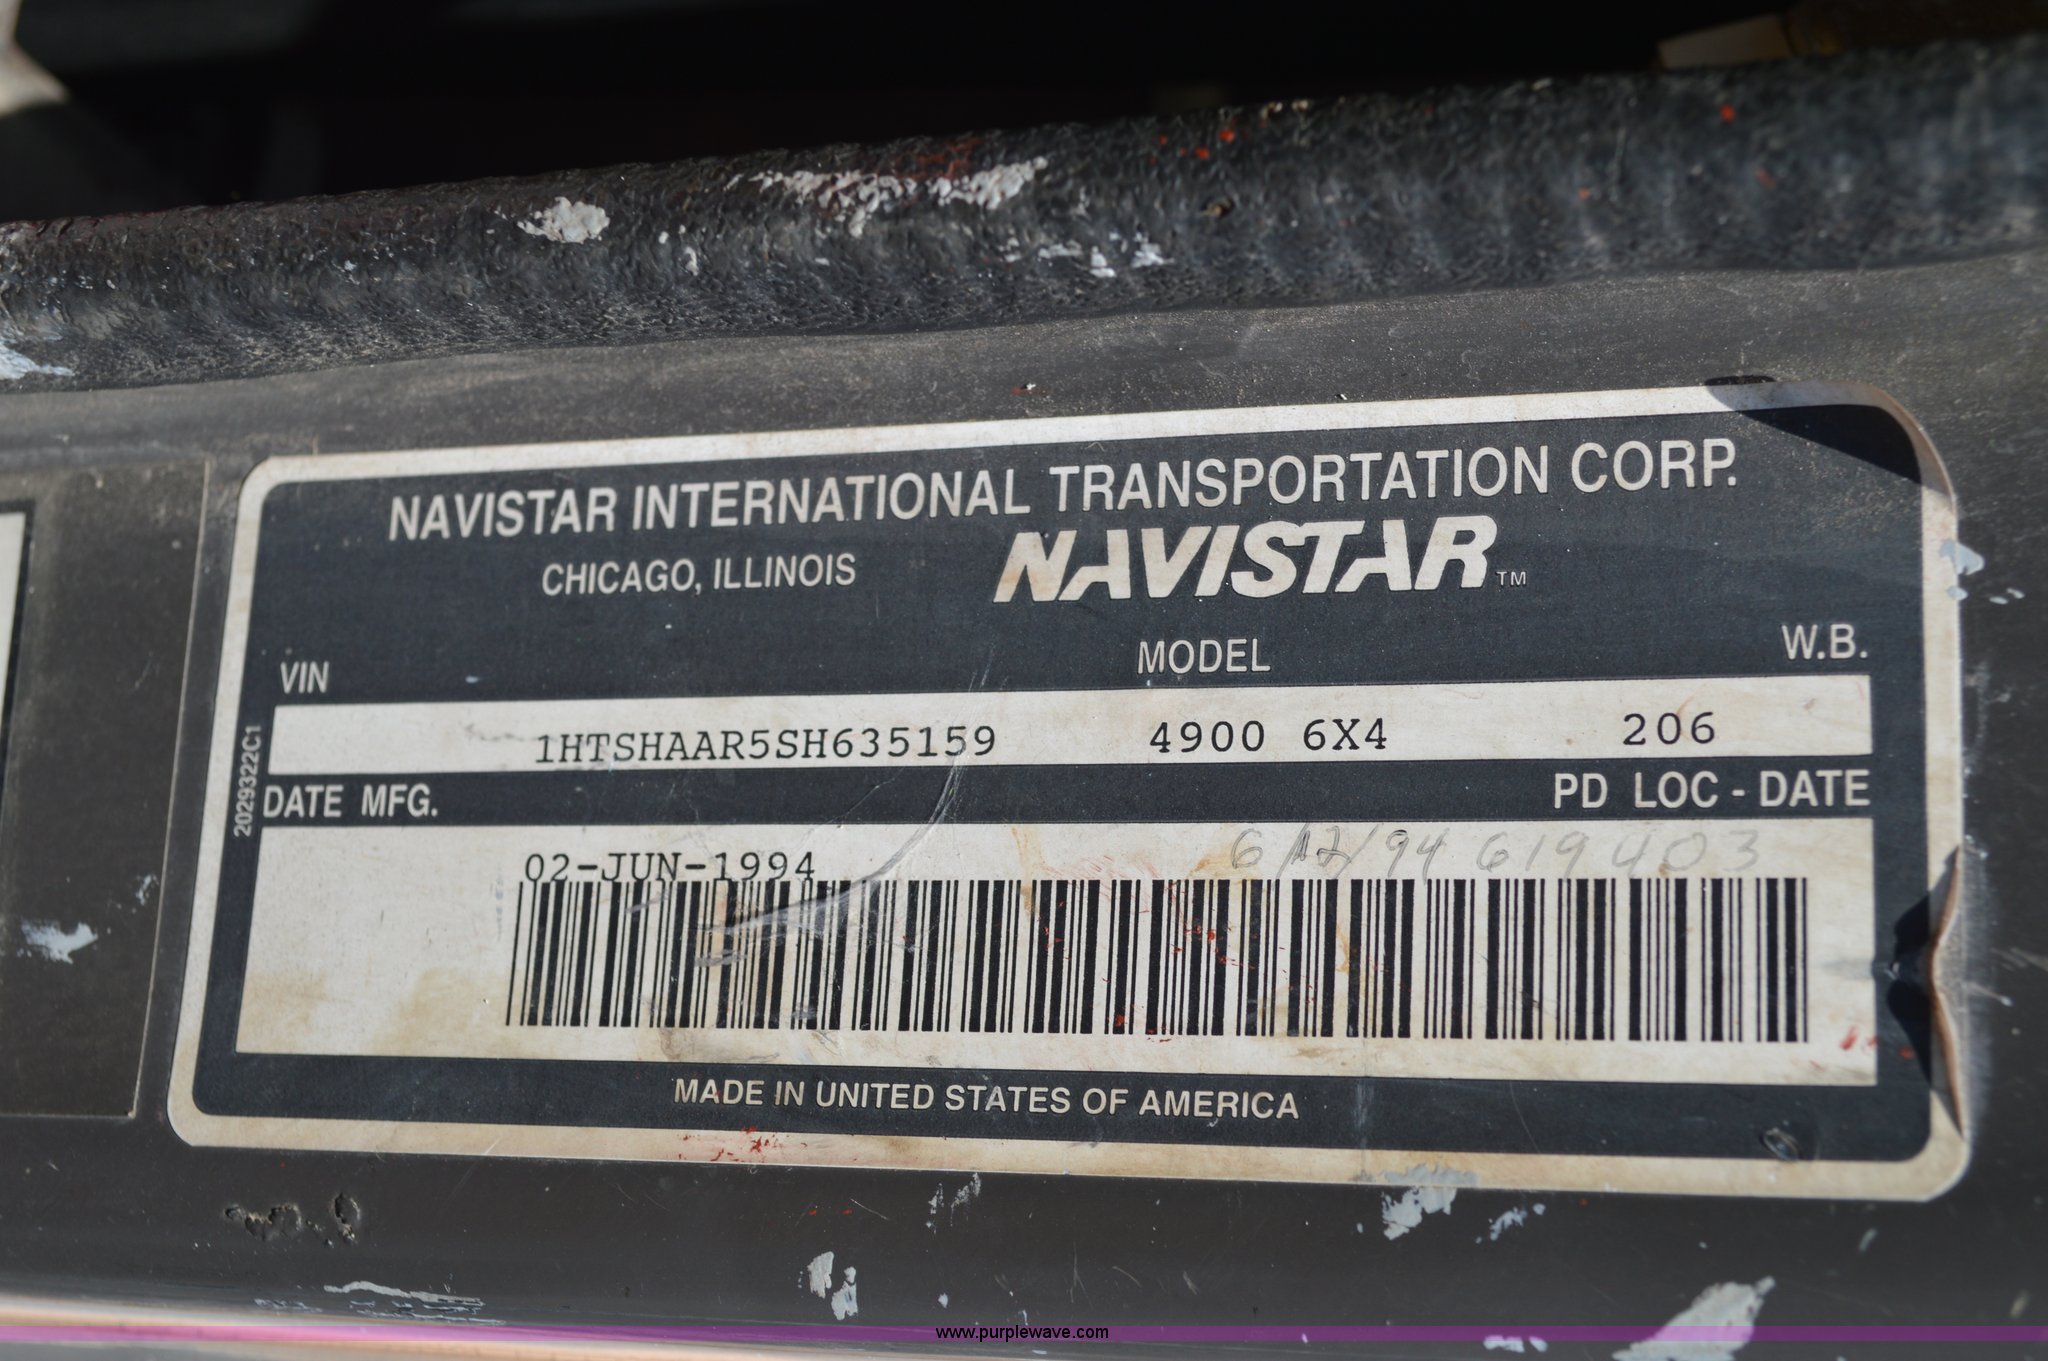 NAVISTAR INTERNATIONAL TRANSPORTATION CORP.
CHICAGO, ILLINOIS NAVISTAR™
VIN MODEL W.B.
1HTSHAAR5SH635159 4900 6X4 206
DATE MFG. PD LOC - DATE
6/12/94 619403
02-JUN-1994
2029322C1
MADE IN UNITED STATES OF AMERICA
www.purplewave.com